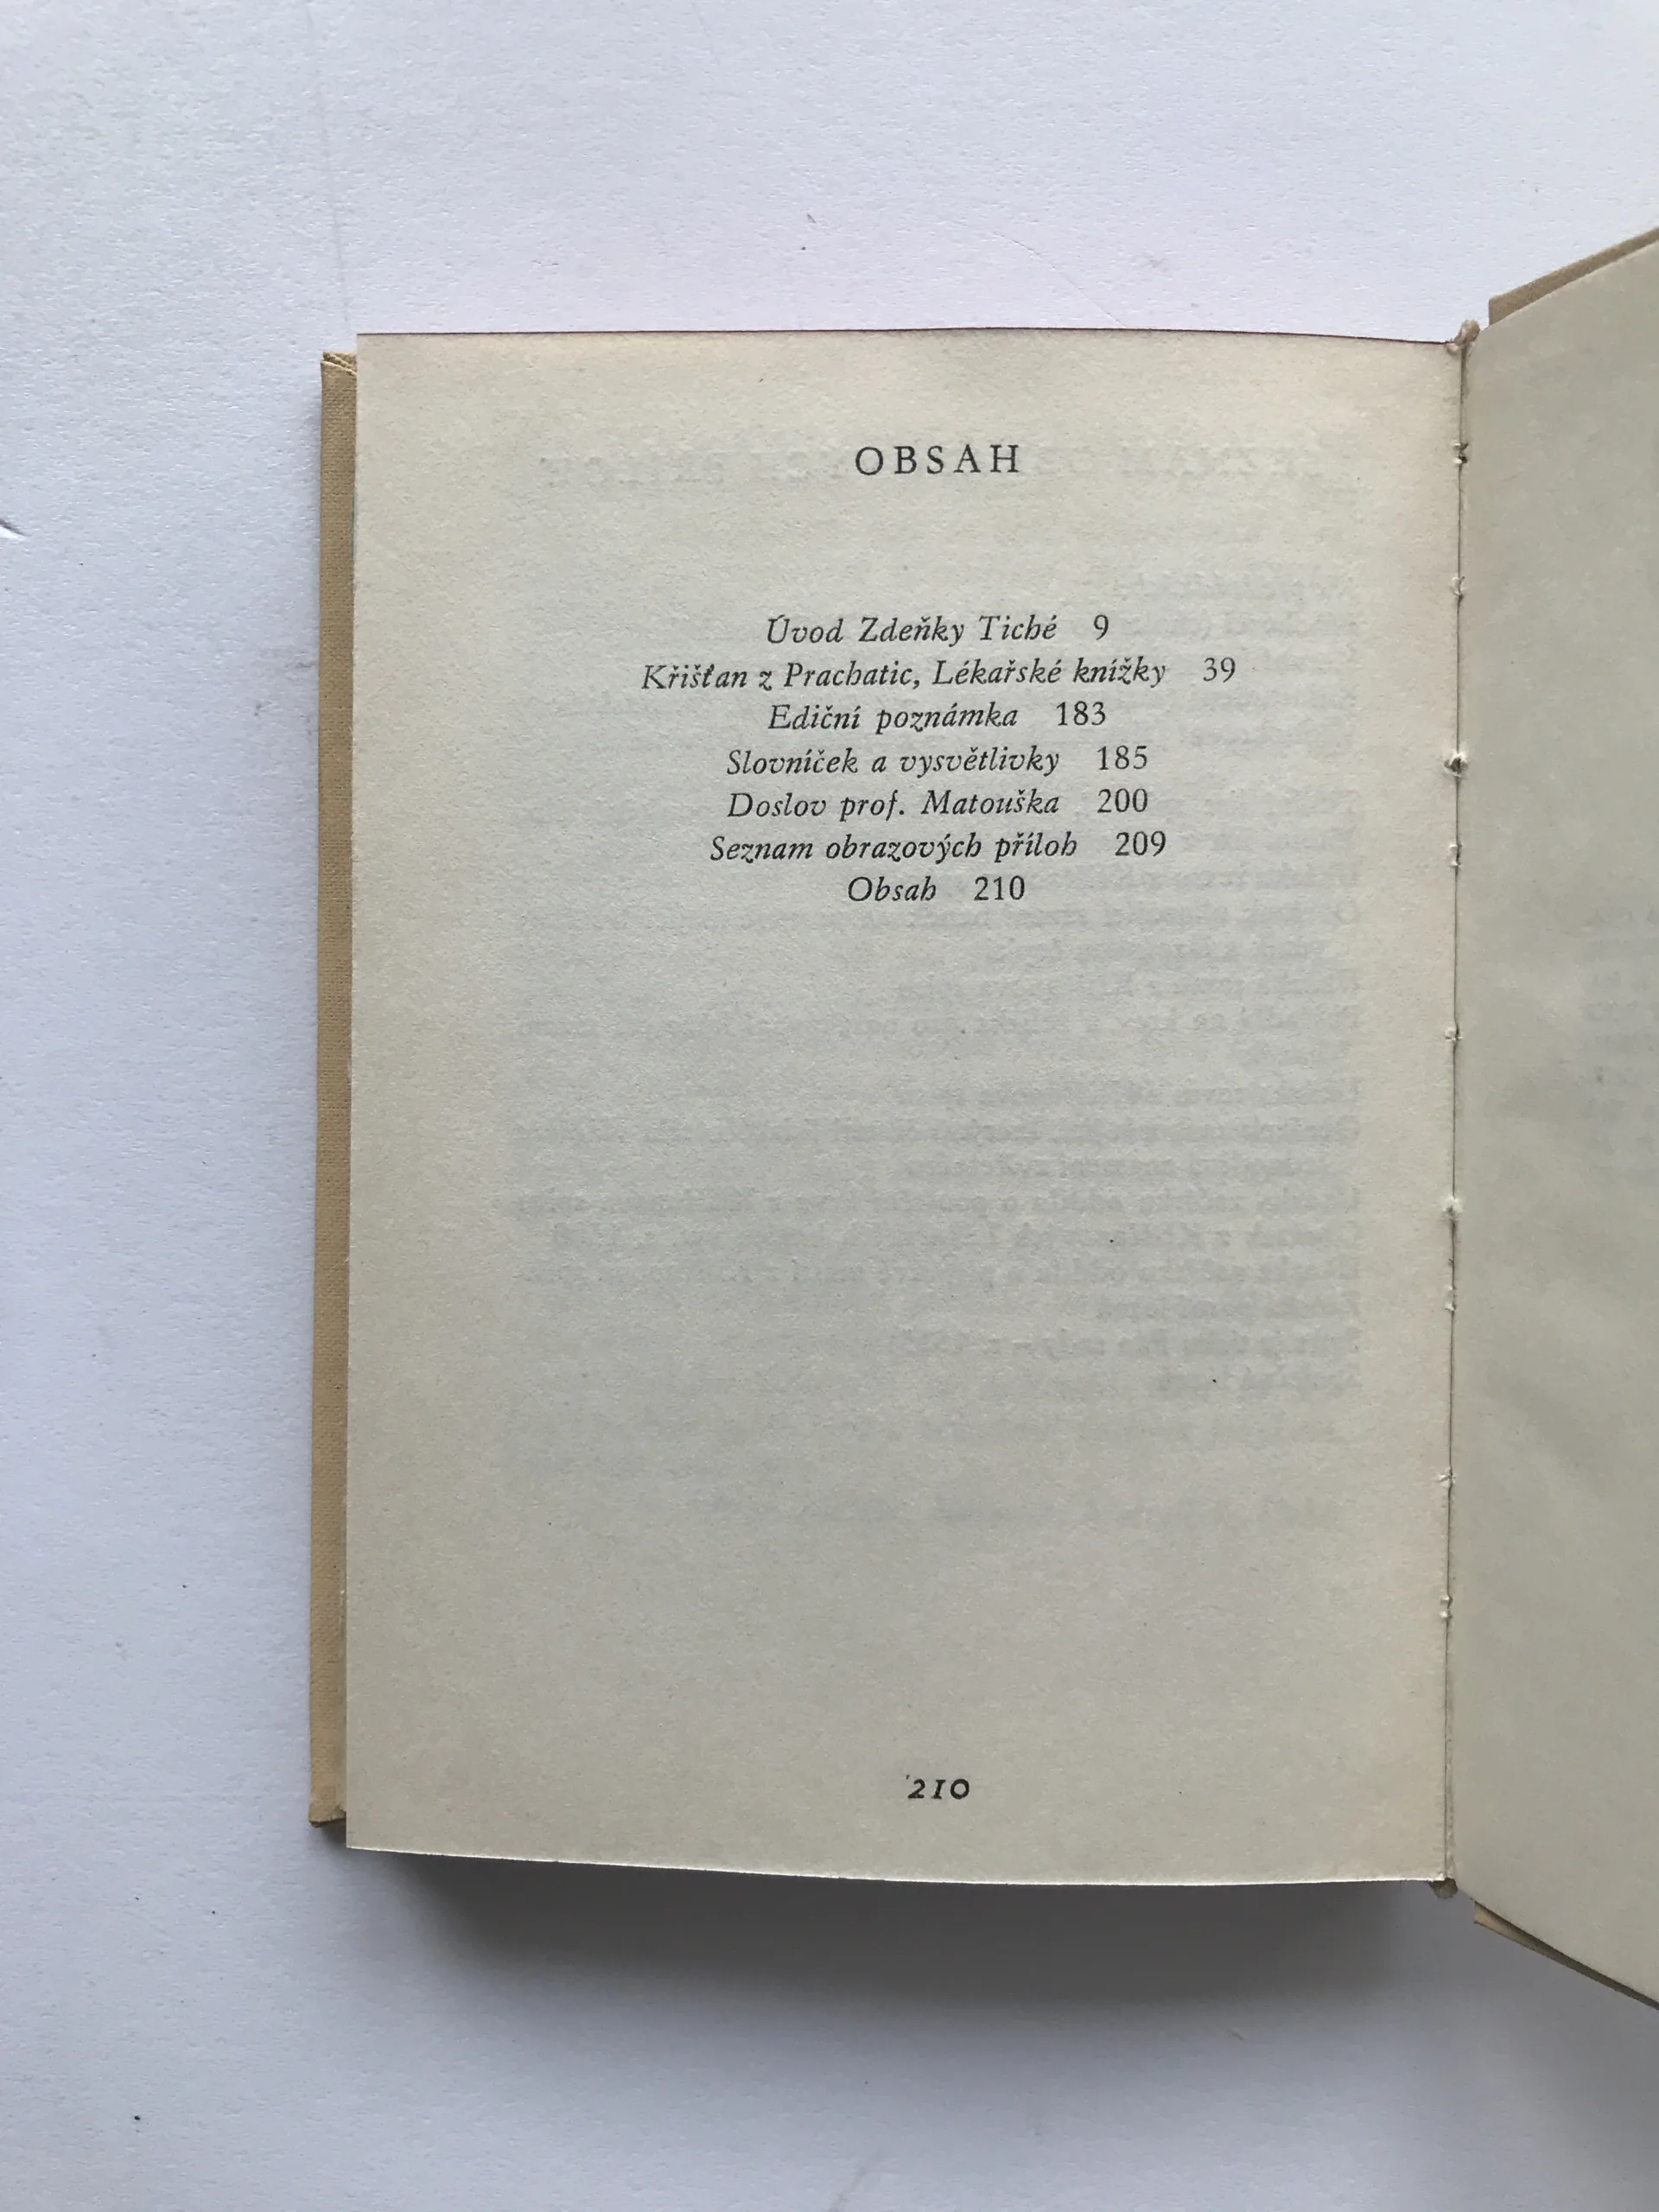 OBSAH
Úvod Zdeňky Tiché 9
Křišťan z Prachatic, Lékařské knížky 39
Ediční poznámka 183
Slovníček a vysvětlivky 185
Doslov prof. Matouška 200
Seznam obrazových příloh 209
Obsah 210
210